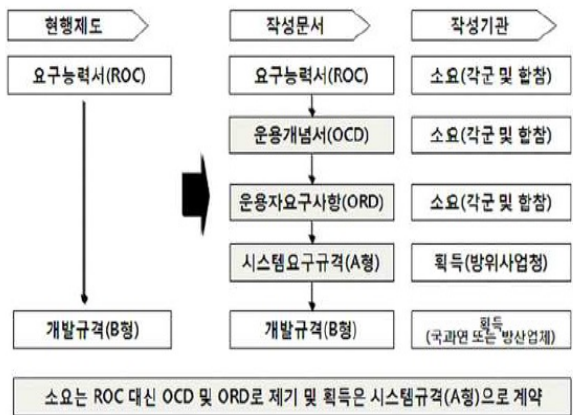 현행제도
작성문서
작성기관
요구능력서(ROC)
요구능력서(ROC)
소요(각군 및 합참)
운용개념서(OCD)
소요(각군 및 합참)
운용자요구사항(ORD)
소요(각군 및 합참)
시스템요구규격(A형)
획득(방위사업청)
개발규격(B형)
개발규격(B형)
획득
(국과연 또는 방산업체)
소요는 ROC 대신 OCD 및 ORD로 제기 및 획득은 시스템규격(A형)으로 계약